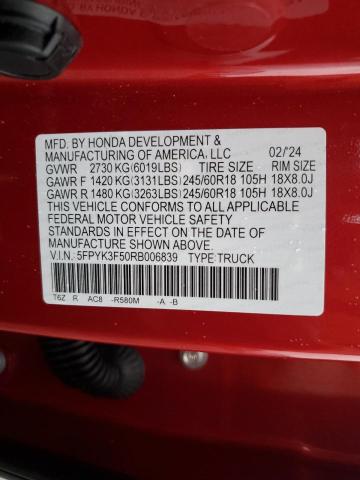 MFD. BY HONDA DEVELOPMENT &
MANUFACTURING OF AMERICA, LLC 02/'24
GVWR 2730 KG(6019LBS) TIRE SIZE RIM SIZE
GAWR F 1420 KG(3131LBS) 245/60R18 105H 18X8.0J
GAWR R 1480 KG(3263LBS) 245/60R18 105H 18X8.0J
THIS VEHICLE CONFORMS TO ALL APPLICABLE
FEDERAL MOTOR VEHICLE SAFETY
STANDARDS IN EFFECT ON THE DATE OF
MANUFACTURE SHOWN ABOVE.
V.I.N. 5FPYK3F50RB006839 TYPE:TRUCK
T6Z R AC8 -R580M -A -B